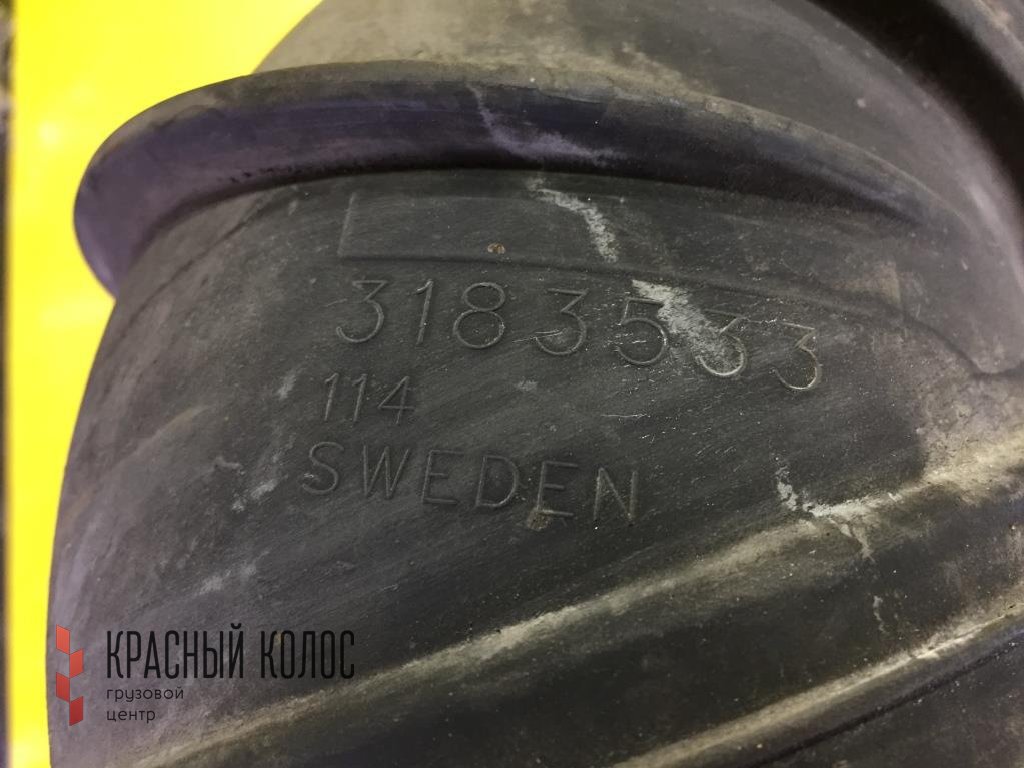 3183533
114
SWEDEN
КРАСНЫЙ КОЛОС
грузовой
центр